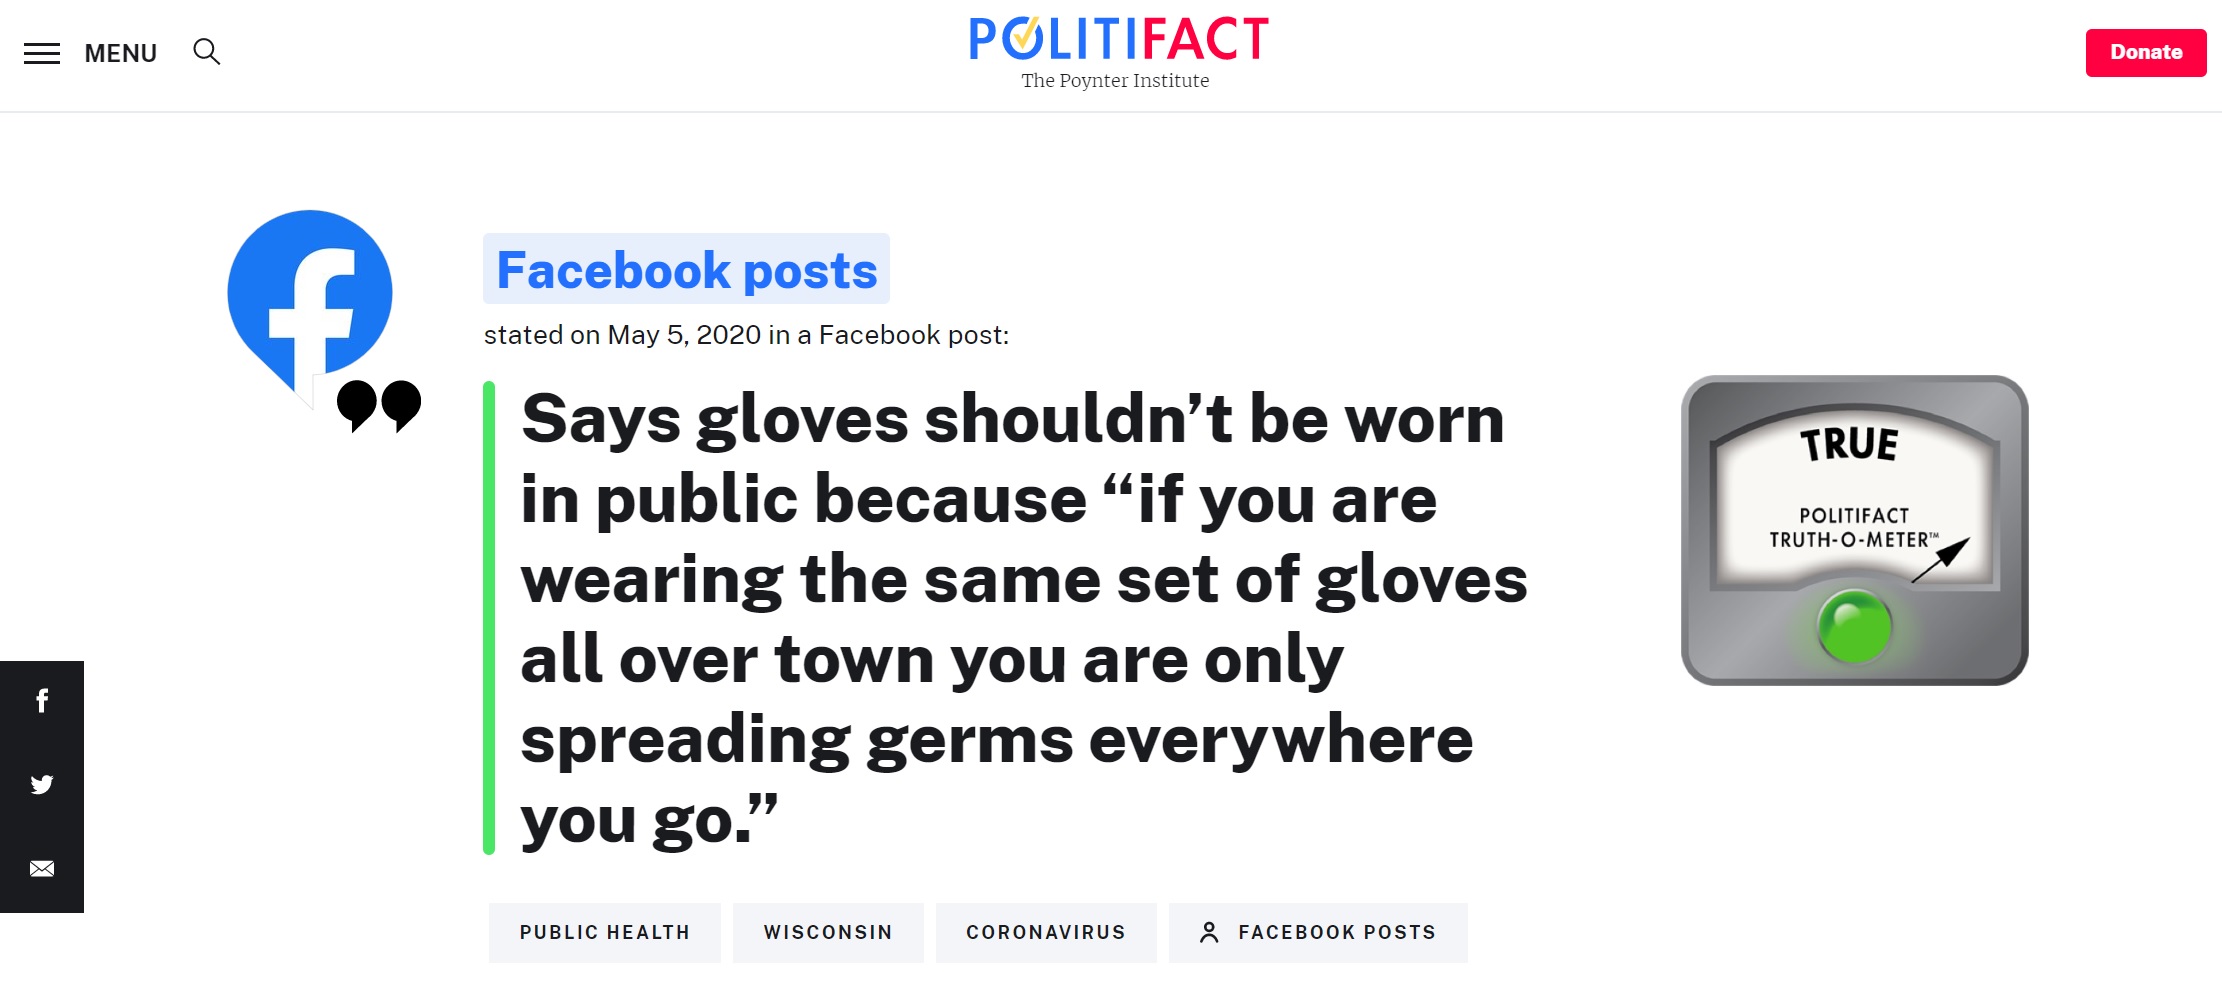 MENU
POLITIFACT
The Poynter Institute
Donate
Facebook posts
stated on May 5, 2020 in a Facebook post:
Says gloves shouldn’t be worn
in public because “if you are
wearing the same set of gloves
all over town you are only
spreading germs everywhere
you go.”
TRUE
POLITIFACT
TRUTH-O-METER™
PUBLIC HEALTH
WISCONSIN
CORONAVIRUS
FACEBOOK POSTS